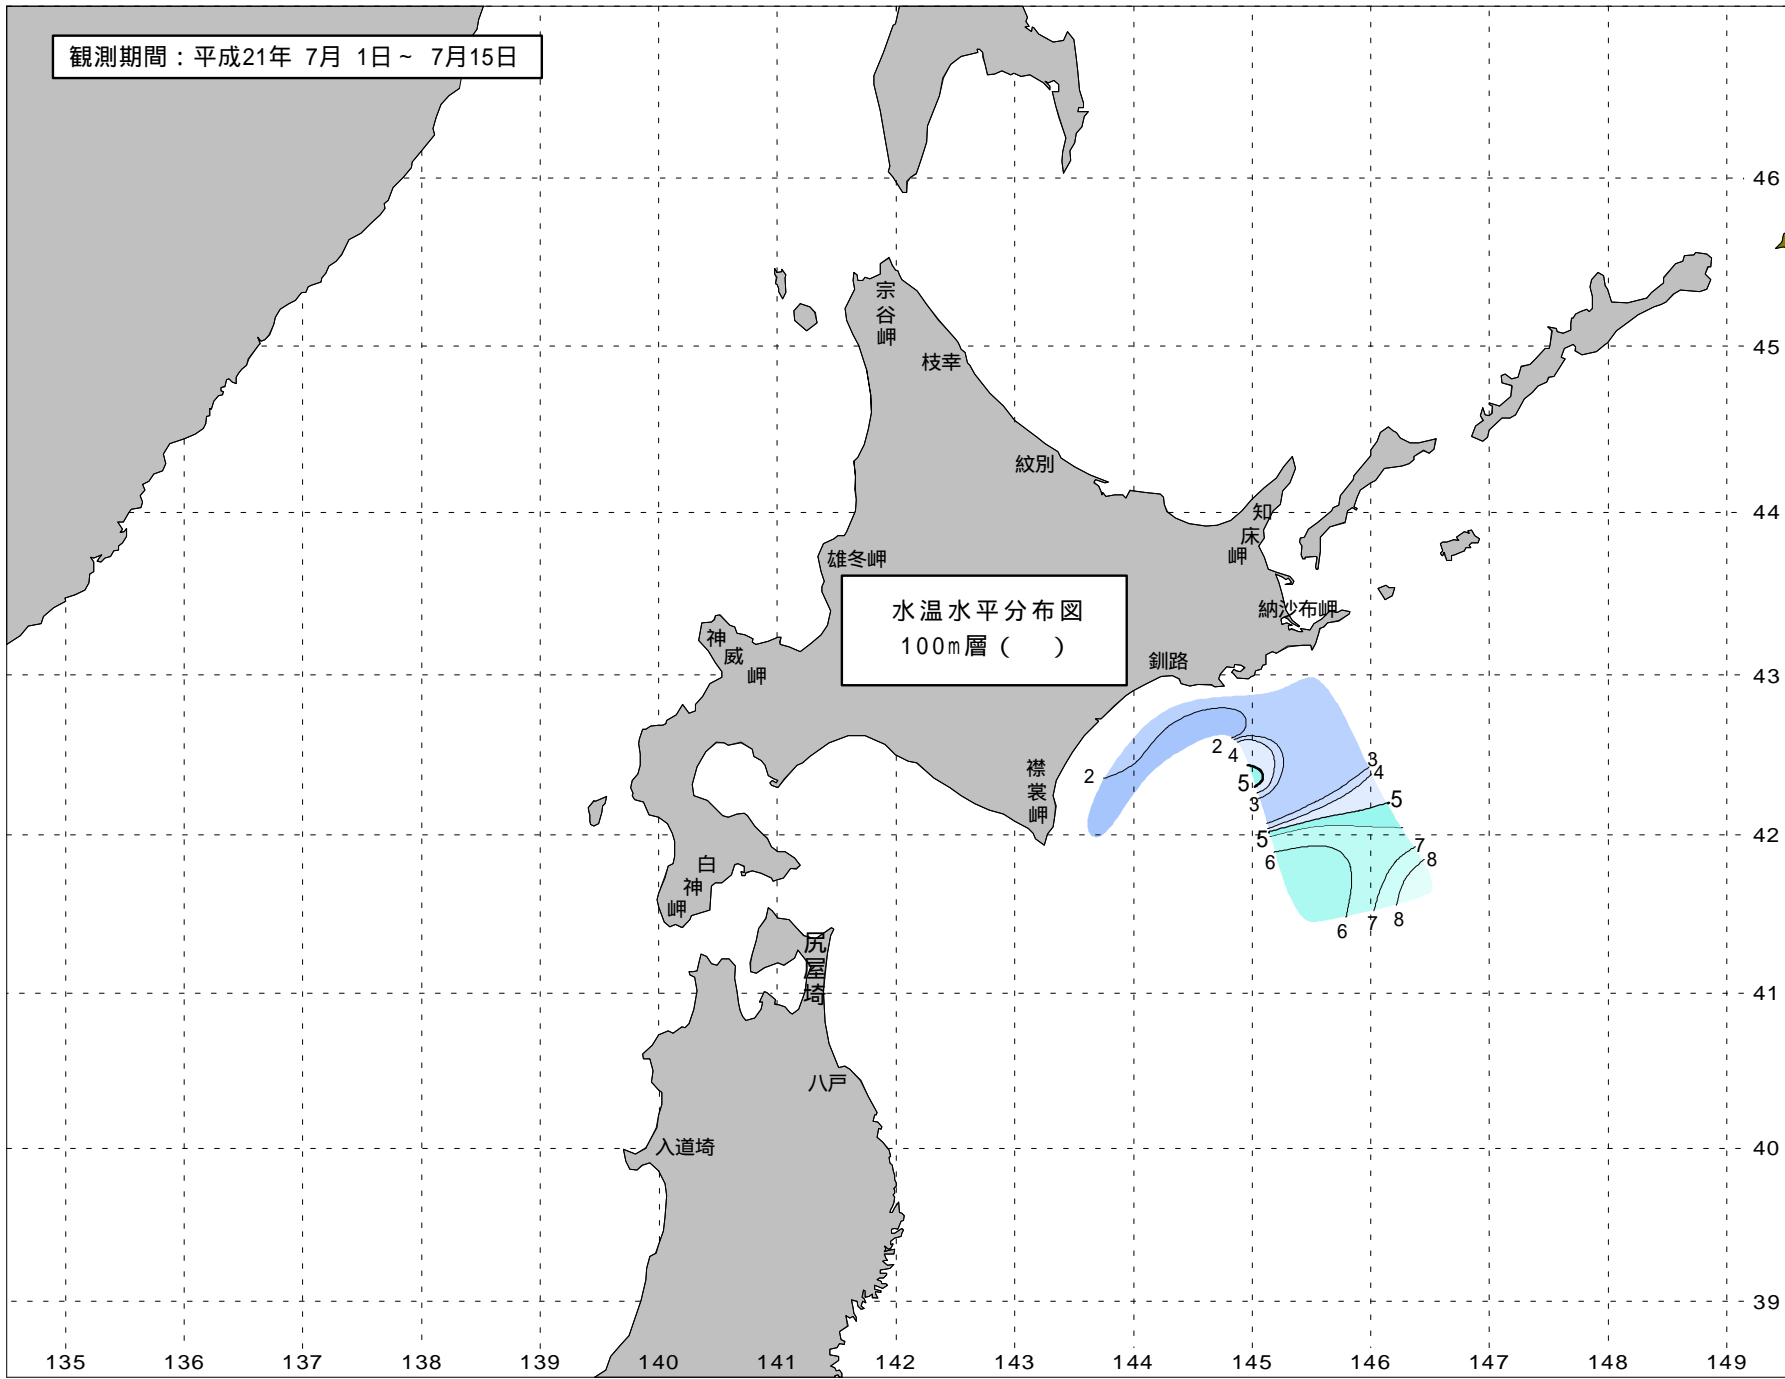 観測期間：平成21年 7月 1日～ 7月15日
46
宗谷岬
45
枝幸
紋別
44
知床岬
雄冬岬
水温水平分布図
100m層（　）
納沙布岬
神威岬
釧路
43
2
4
3
4
2
襟裳岬
5
3
5
42
5
7
6
8
白神岬
6
7
8
尻屋埼
41
八戸
入道埼
40
39
135 136 137 138 139 140 141 142 143 144 145 146 147 148 149